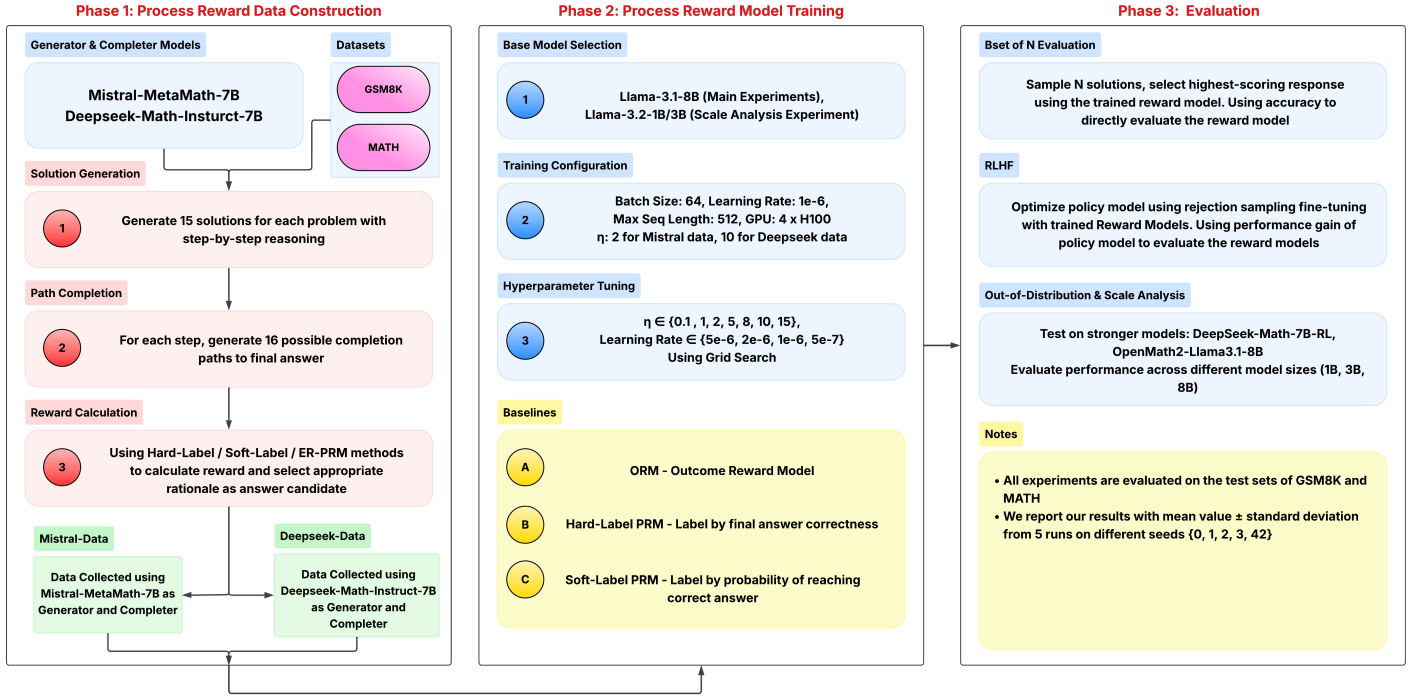 Phase 1: Process Reward Data Construction
Generator & Completer Models
Datasets
Mistral-MetaMath-7B
Deepseek-Math-Insturct-7B
GSM8K
MATH
Solution Generation
1
Generate 15 solutions for each problem with
step-by-step reasoning
Path Completion
2
For each step, generate 16 possible completion
paths to final answer
Reward Calculation
3
Using Hard-Label / Soft-Label / ER-PRM methods
to calculate reward and select appropriate
rationale as answer candidate
Mistral-Data
Data Collected using
Mistral-MetaMath-7B as
Generator and Completer
Deepseek-Data
Data Collected using
Deepseek-Math-Instruct-7B
as Generator and
Completer
Phase 2: Process Reward Model Training
Base Model Selection
1
Llama-3.1-8B (Main Experiments),
Llama-3.2-1B/3B (Scale Analysis Experiment)
Training Configuration
2
Batch Size: 64, Learning Rate: 1e-6,
Max Seq Length: 512, GPU: 4 x H100
η: 2 for Mistral data, 10 for Deepseek data
Hyperparameter Tuning
3
η ∈ {0.1 , 1, 2, 5, 8, 10, 15},
Learning Rate ∈ {5e-6, 2e-6, 1e-6, 5e-7}
Using Grid Search
Baselines
A
ORM - Outcome Reward Model
B
Hard-Label PRM - Label by final answer correctness
C
Soft-Label PRM - Label by probability of reaching
correct answer
Phase 3: Evaluation
Bset of N Evaluation
Sample N solutions, select highest-scoring response
using the trained reward model. Using accuracy to
directly evaluate the reward model
RLHF
Optimize policy model using rejection sampling fine-tuning
with trained Reward Models. Using performance gain of
policy model to evaluate the reward models
Out-of-Distribution & Scale Analysis
Test on stronger models: DeepSeek-Math-7B-RL,
OpenMath2-Llama3.1-8B
Evaluate performance across different model sizes (1B, 3B,
8B)
Notes
• All experiments are evaluated on the test sets of GSM8K and
MATH
• We report our results with mean value ± standard deviation
from 5 runs on different seeds {0, 1, 2, 3, 42}